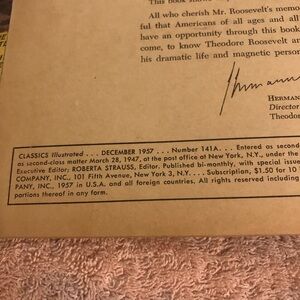 This book show
All who cherish Mr. Roosevelt's memo
ful that Americans of all ages and all
have an opportunity through this book
come, to know Theodore Roosevelt an
his dramatic life and magnetic person
HERMAN
Director
Theodo
CLASSICS Illustrated . . . DECEMBER 1957 . . . Number 141A. . . Entered as second
as second-class matter March 28, 1947, at the post office at New York, N.Y., under the
Executive Editor; ROBERTA STRAUSS, Editor. Published bi-monthly, with special issue
COMPANY, INC., 101 Fifth Avenue, New York 3, N.Y. . . . Subscription, $1.50 for 10
PANY, INC., 1957 in U.S.A. and all foreign countries. All rights reserved including
portions thereof in any form.